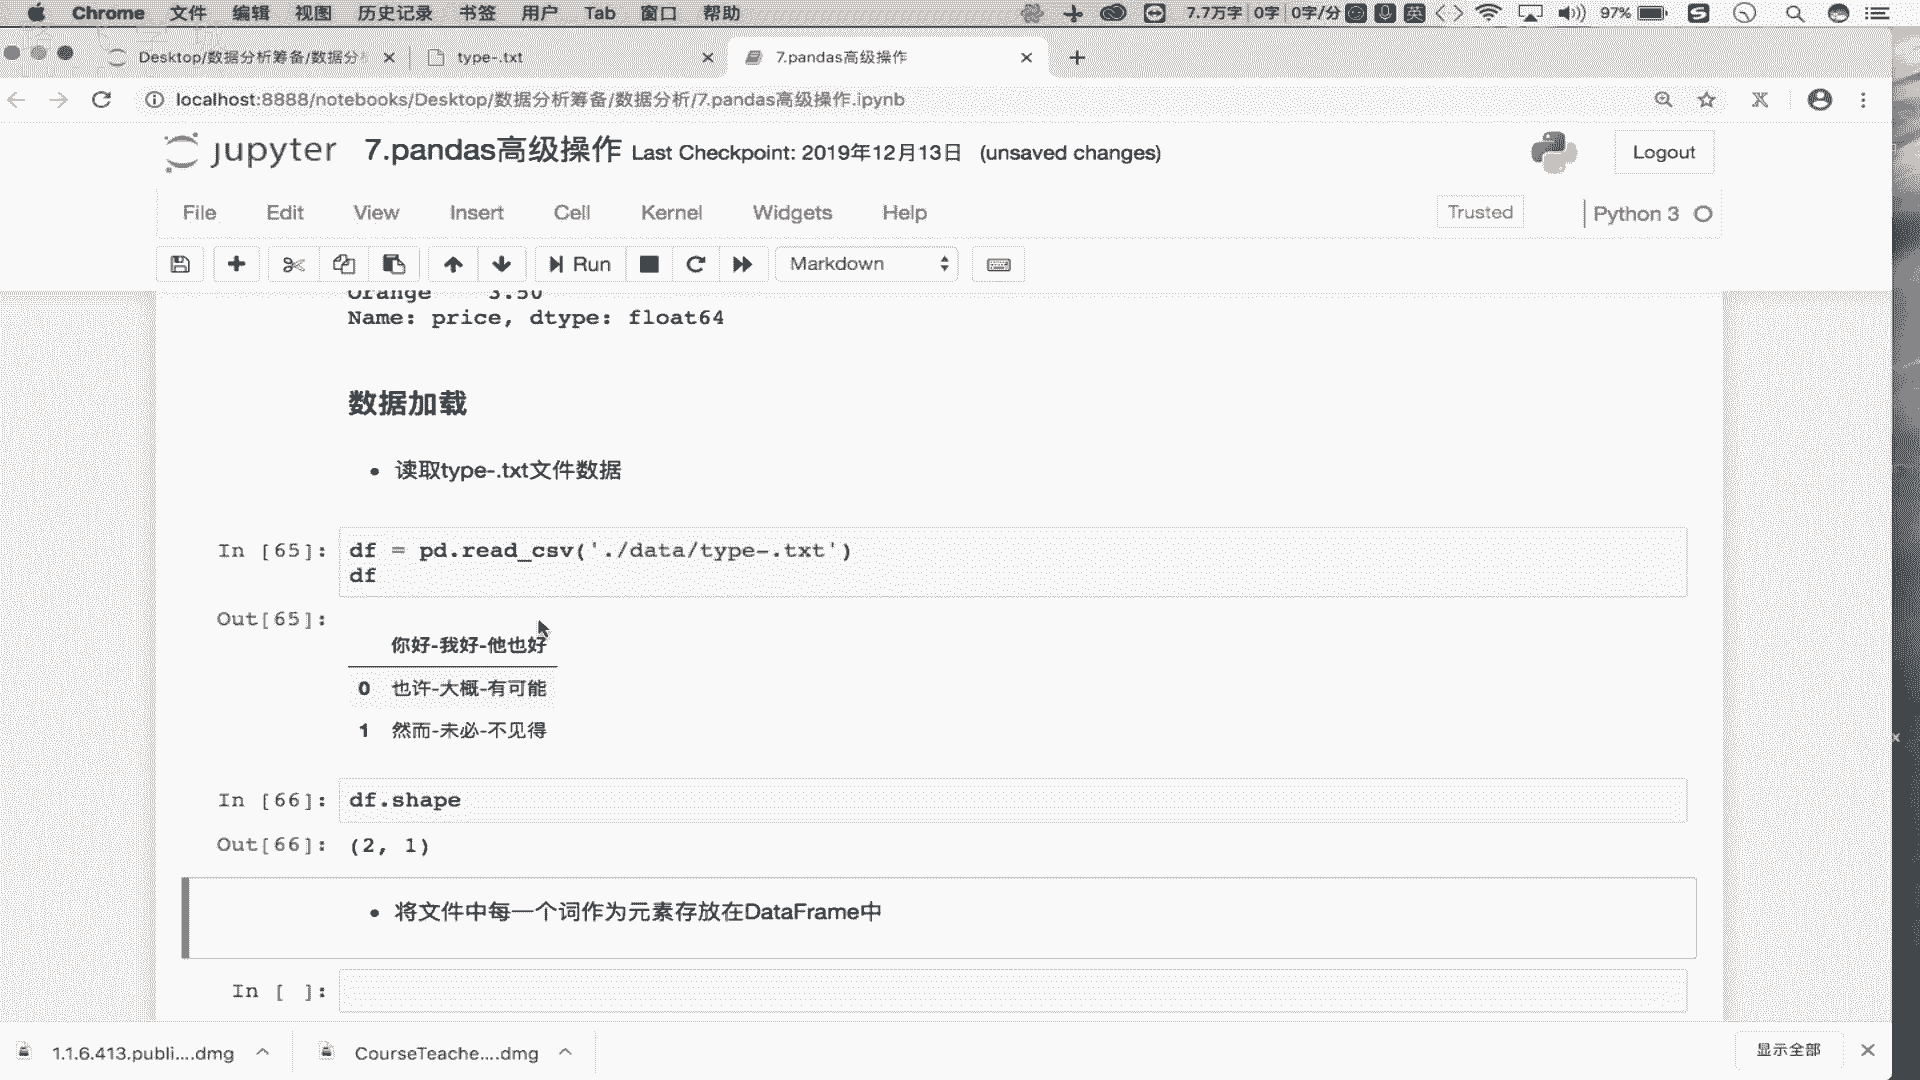 Chrome 文件 编辑 视图 历史记录 书签 用户 Tab 窗口 帮助 7.7万字 0字 0字/分 英 97%
Desktop/数据分析筹备/数据分 type-.txt 7.pandas高级操作
localhost:8888/notebooks/Desktop/数据分析筹备/数据分析/7.pandas高级操作.ipynb
jupyter 7.pandas高级操作 Last Checkpoint: 2019年12月13日 (unsaved changes) Logout
File Edit View Insert Cell Kernel Widgets Help Trusted Python 3
Run Markdown
Orange 3.50
Name: price, dtype: float64
数据加载
• 读取type-.txt文件数据
In [65]: df = pd.read_csv('./data/type-.txt')
df
Out[65]:
你好-我好-他也好
0 也许-大概-有可能
1 然而-未必-不见得
In [66]: df.shape
Out[66]: (2, 1)
• 将文件中每一个词作为元素存放在DataFrame中
In [ ]:
1.1.6.413.publi....dmg CourseTeache....dmg 显示全部